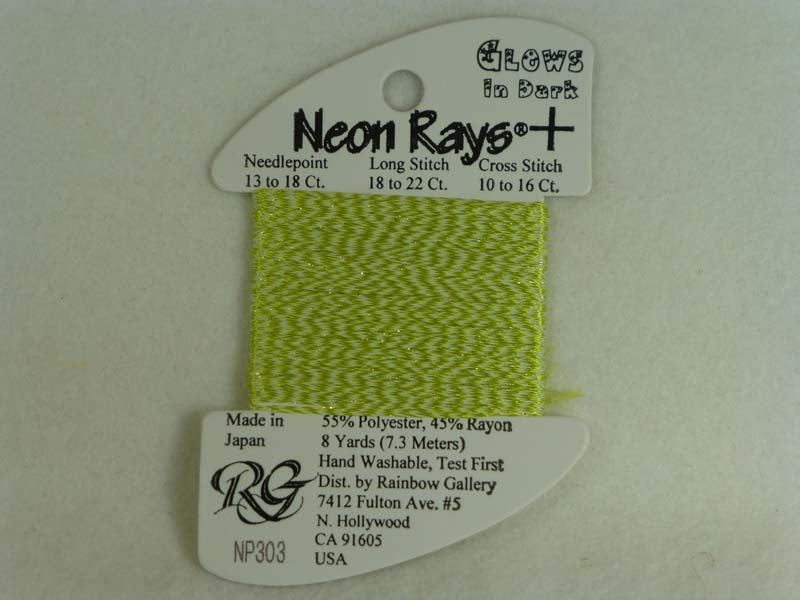 Glows
in Dark
Neon Rays®+
Needlepoint Long Stitch Cross Stitch
13 to 18 Ct. 18 to 22 Ct. 10 to 16 Ct.
Made in
Japan
RG
NP303
55% Polyester, 45% Rayon
8 Yards (7.3 Meters)
Hand Washable, Test First
Dist. by Rainbow Gallery
7412 Fulton Ave. #5
N. Hollywood
CA 91605
USA